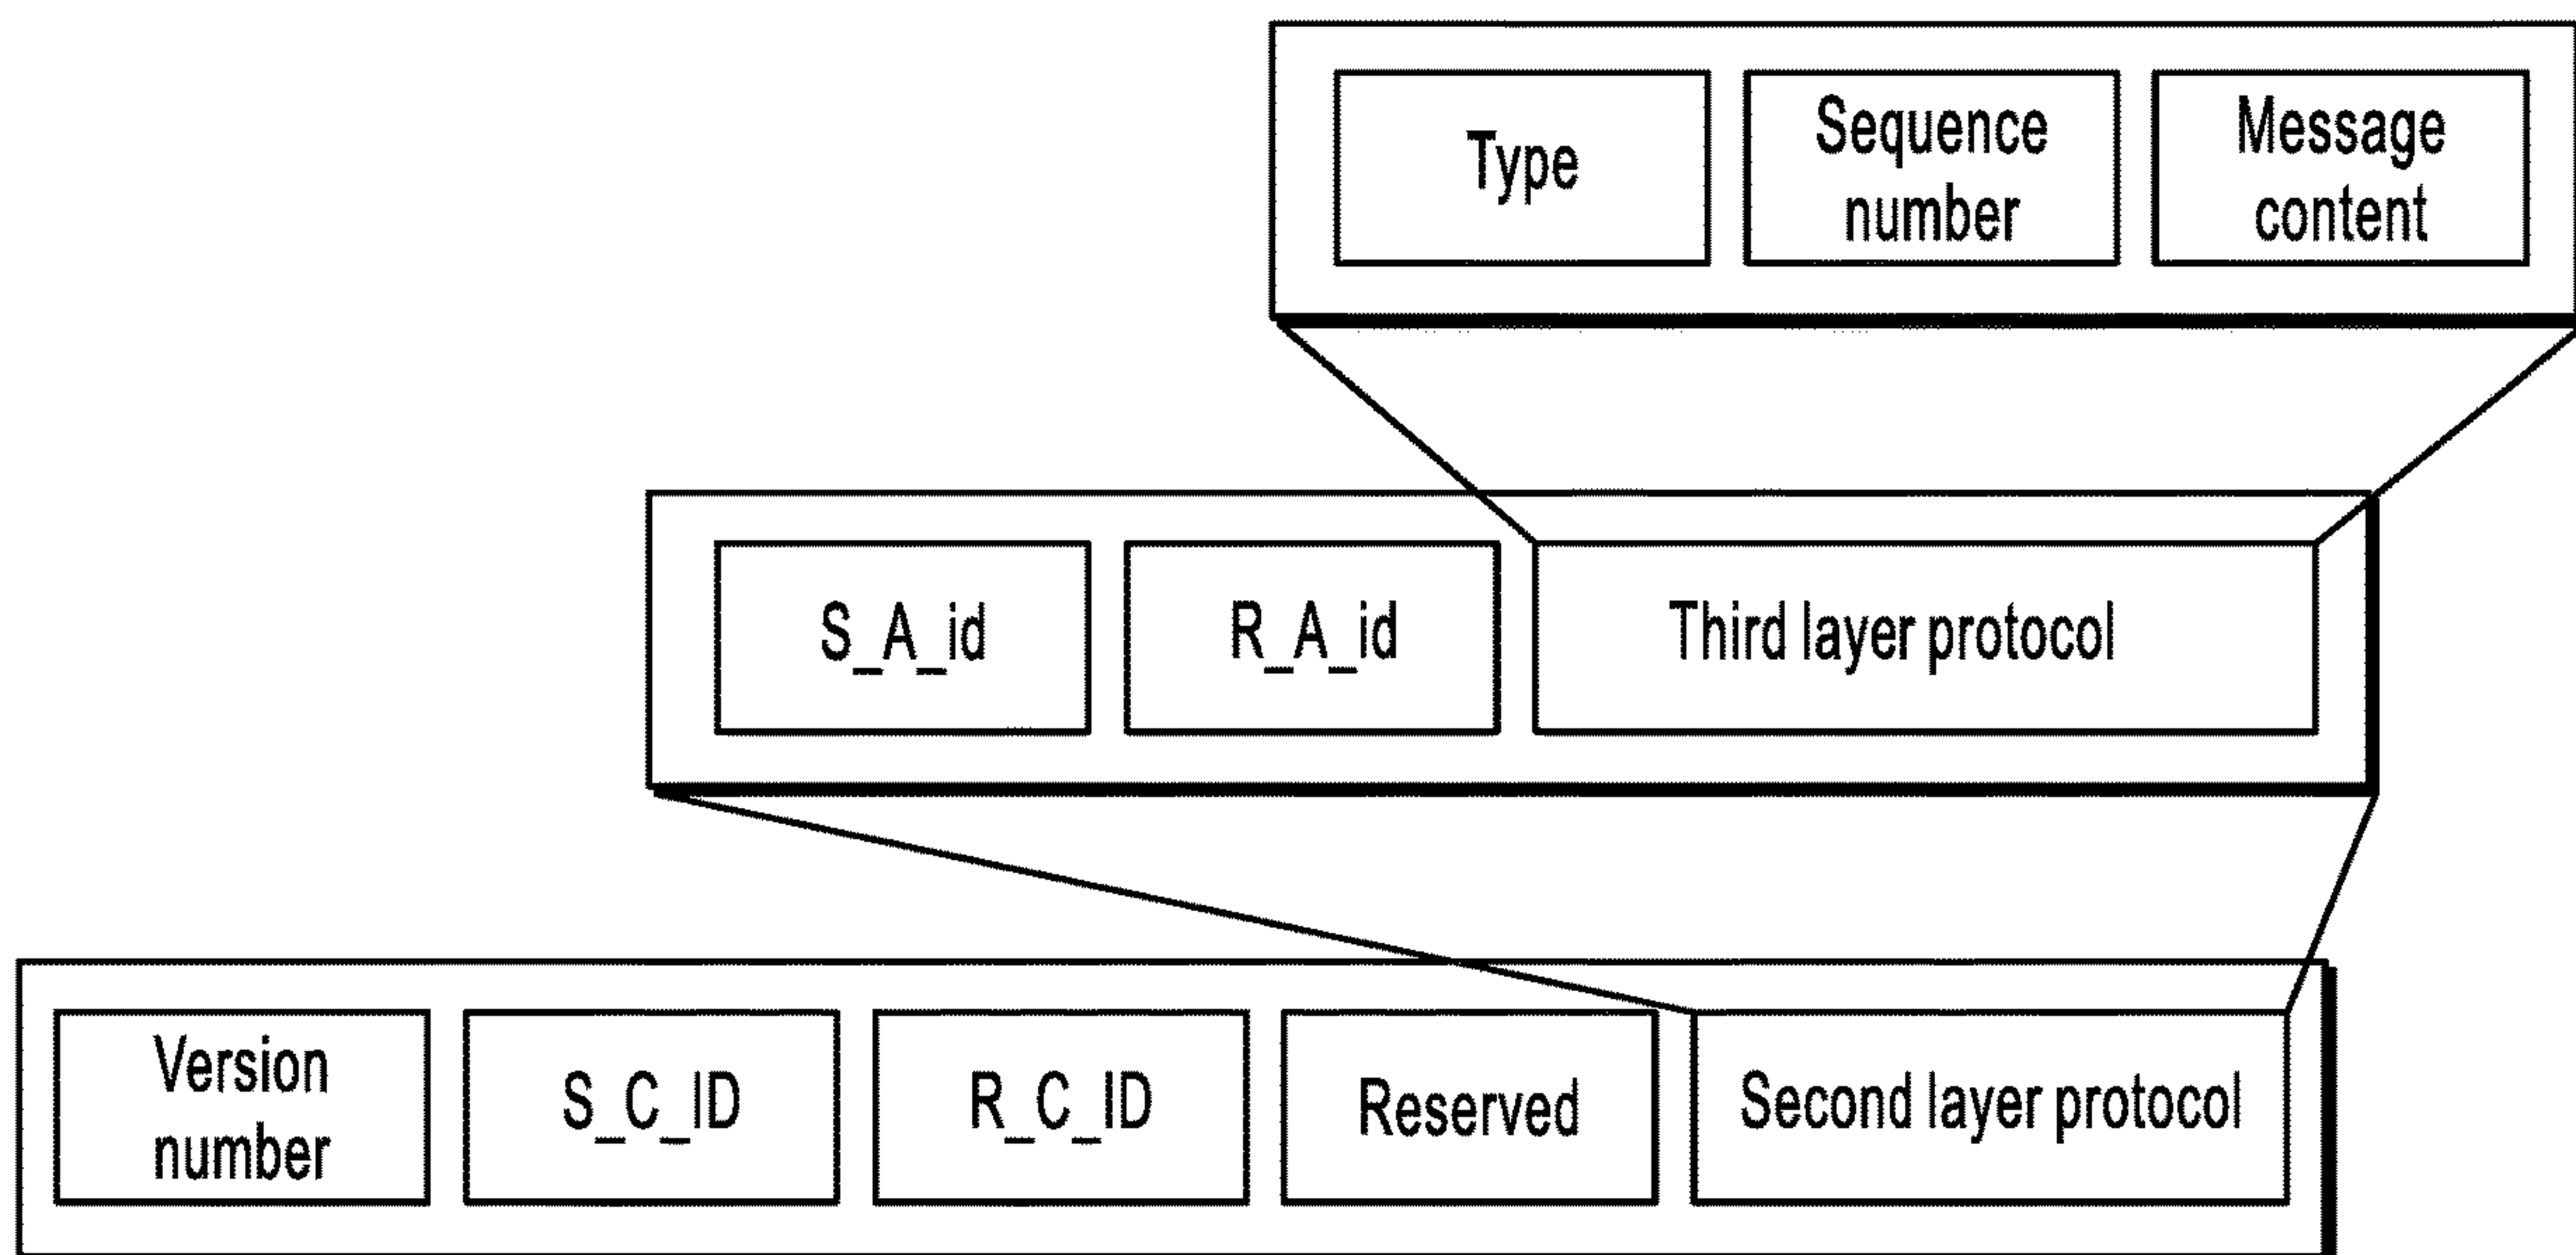 Type
Sequence
number
Message
content
S_A_id
R_A_id
Third layer protocol
Version
number
S_C_ID
R_C_ID
Reserved
Second layer protocol